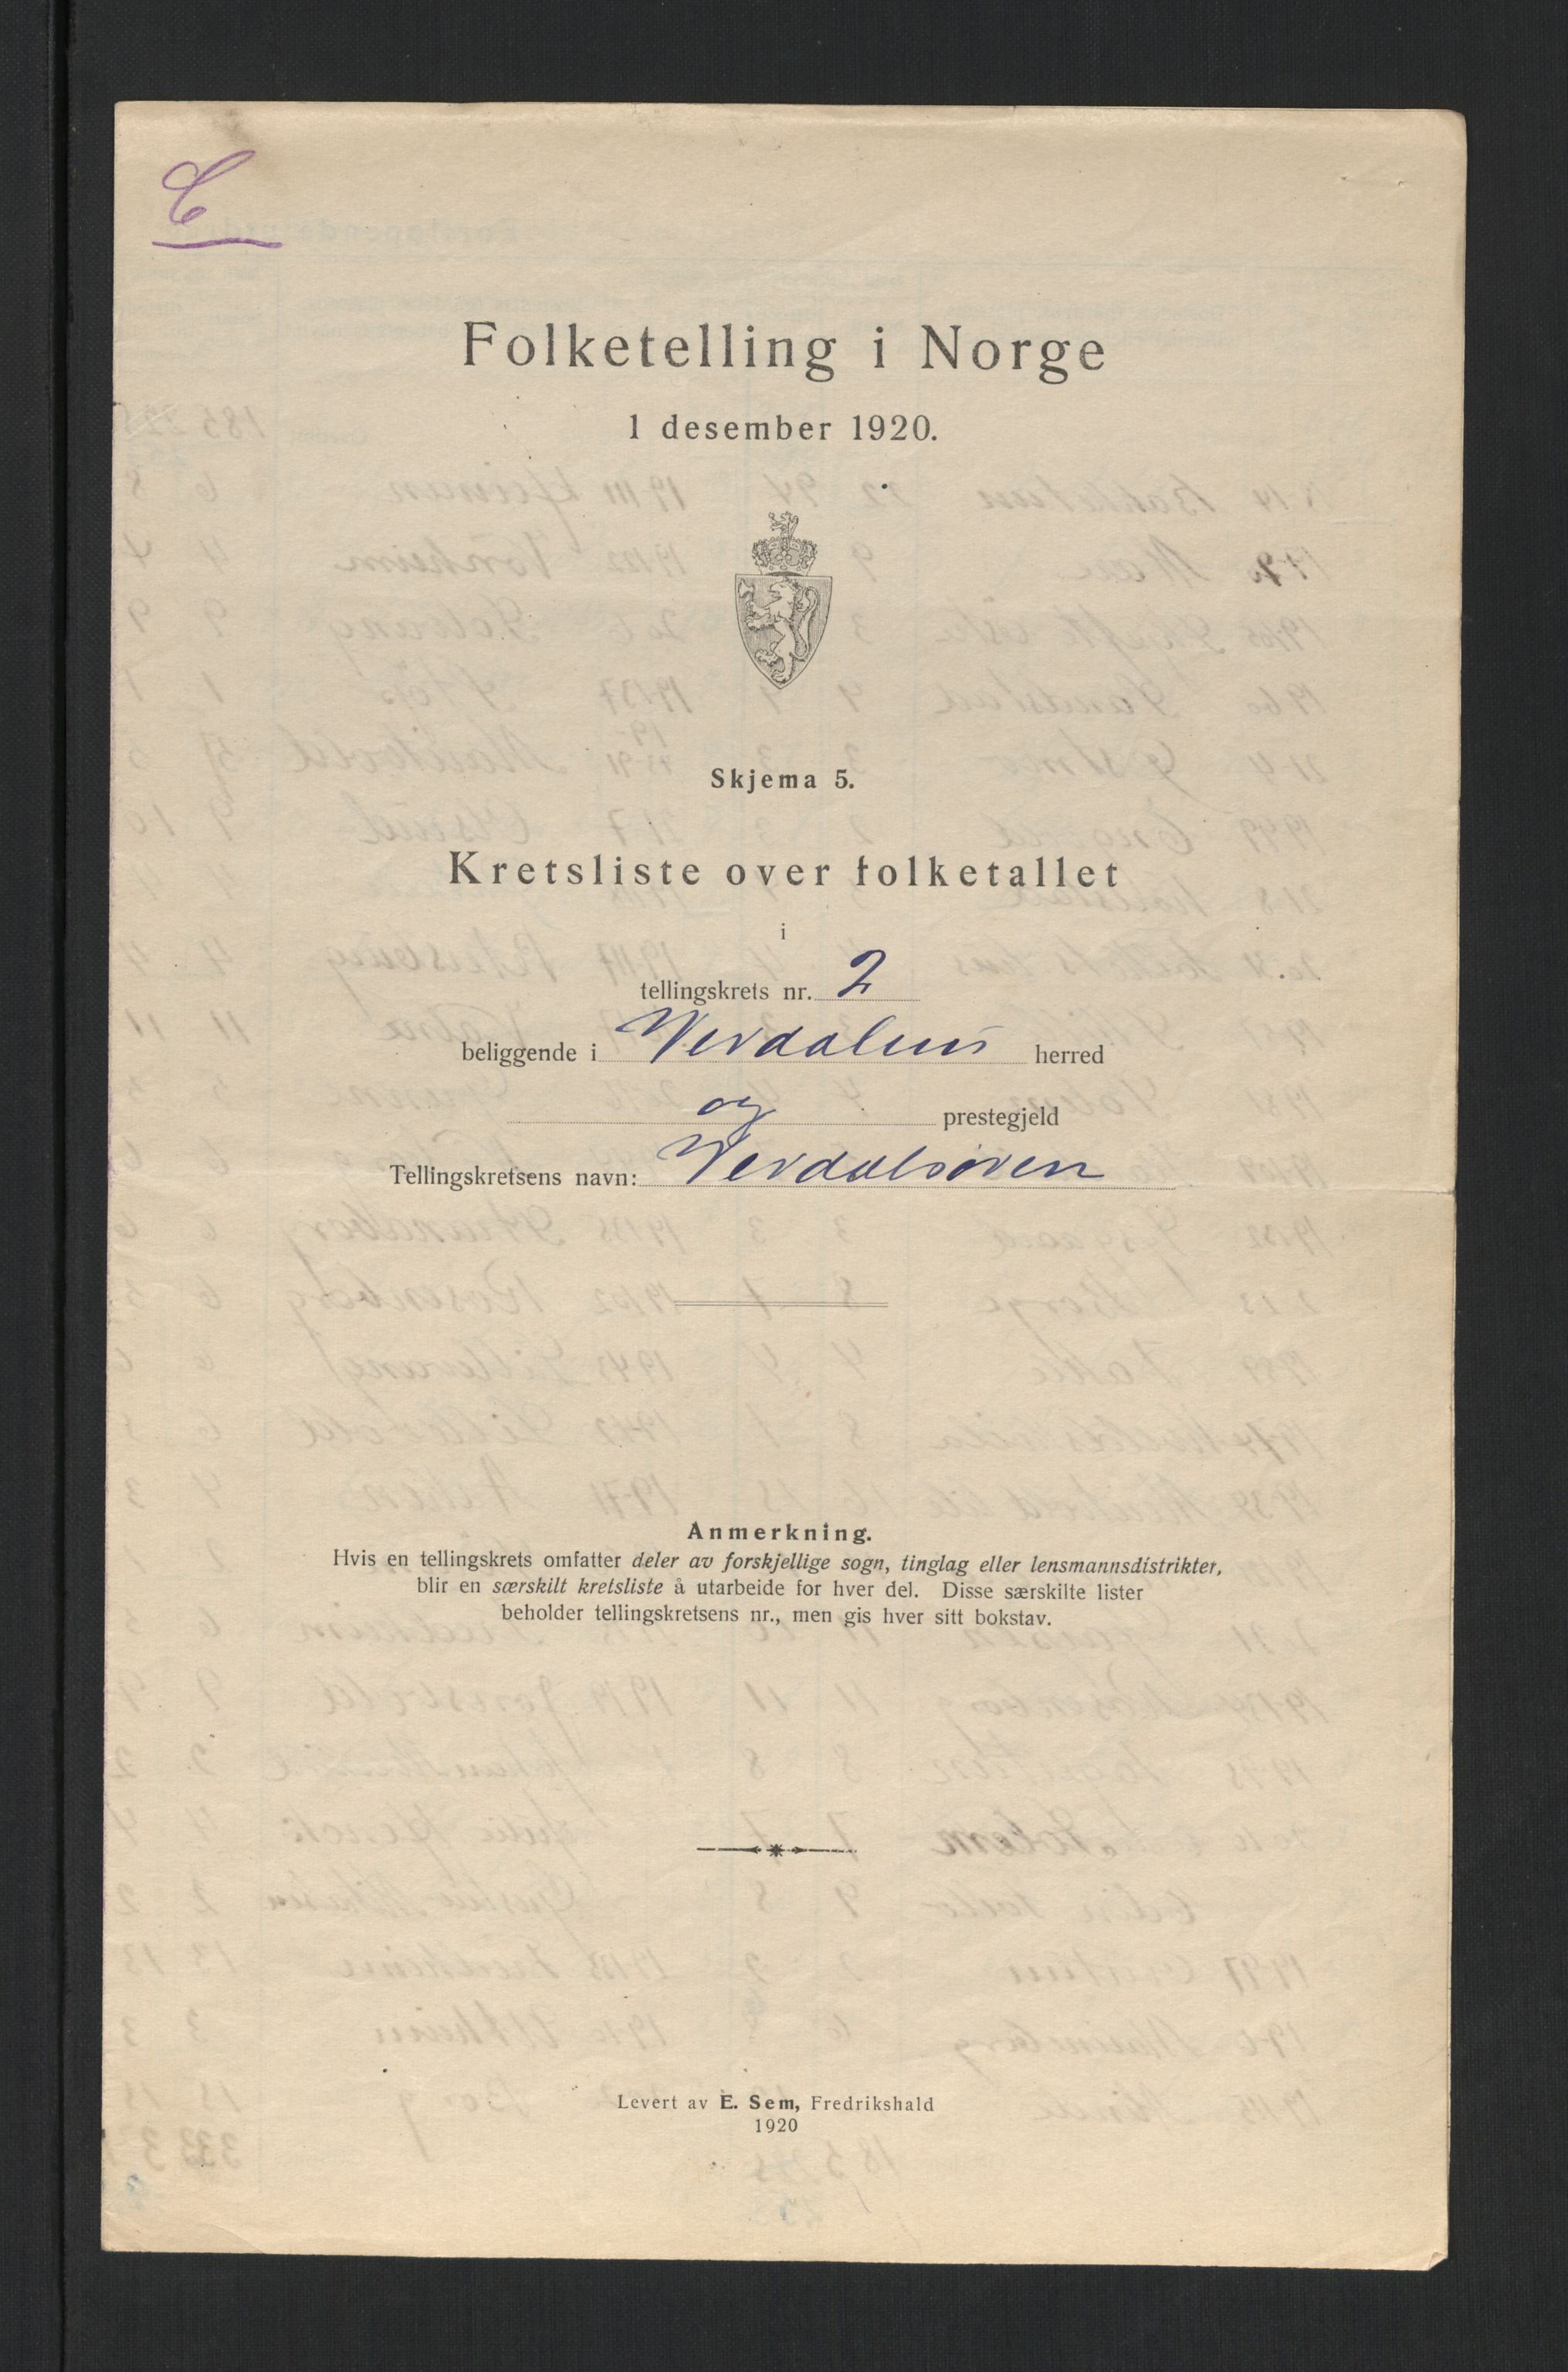 C
Folketelling i Norge
1 desember 1920.
Skjema 5.
Kretsliste over folketallet
i
tellingskrets nr. 2
beliggende i Verdalens herred
og prestegjeld
Tellingskretsens navn: Verdalsøren
Anmerkning.
Hvis en tellingskrets omfatter deler av forskjellige sogn, tinglag eller lensmannsdistrikter,
blir en særskilt kretsliste å utarbeide for hver del. Disse særskilte lister
beholder tellingskretsens nr., men gis hver sitt bokstav.
Levert av E. Sem, Fredrikshald
1920